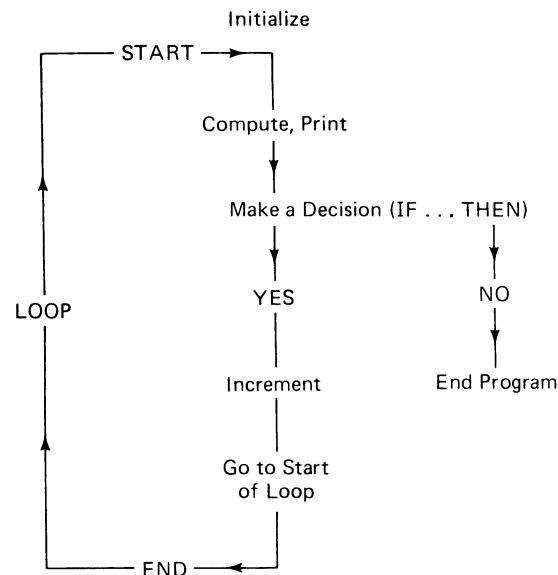 Initialize
START
Compute, Print
Make a Decision (IF ... THEN)
YES
NO
LOOP
Increment
End Program
Go to Start
of Loop
END